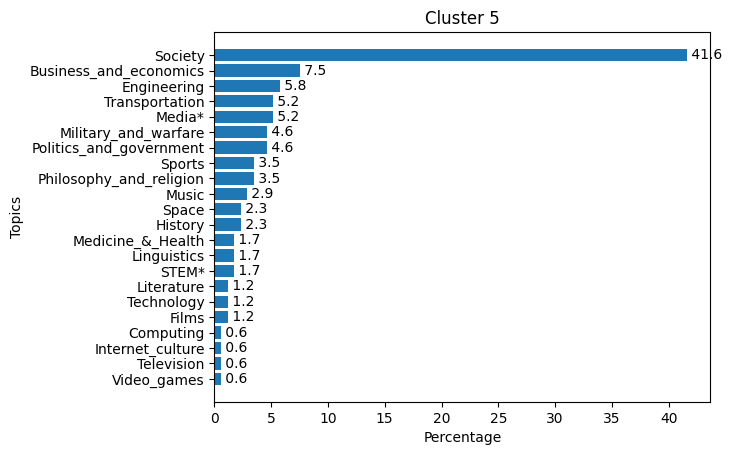 Cluster 5
Society 41.6
Business_and_economics 7.5
Engineering 5.8
Transportation 5.2
Media* 5.2
Military_and_warfare 4.6
Politics_and_government 4.6
Sports 3.5
Philosophy_and_religion 3.5
Music 2.9
Space 2.3
History 2.3
Medicine_&_Health 1.7
Linguistics 1.7
STEM* 1.7
Literature 1.2
Technology 1.2
Films 1.2
Computing 0.6
Internet_culture 0.6
Television 0.6
Video_games 0.6
Topics
0 5 10 15 20 25 30 35 40
Percentage